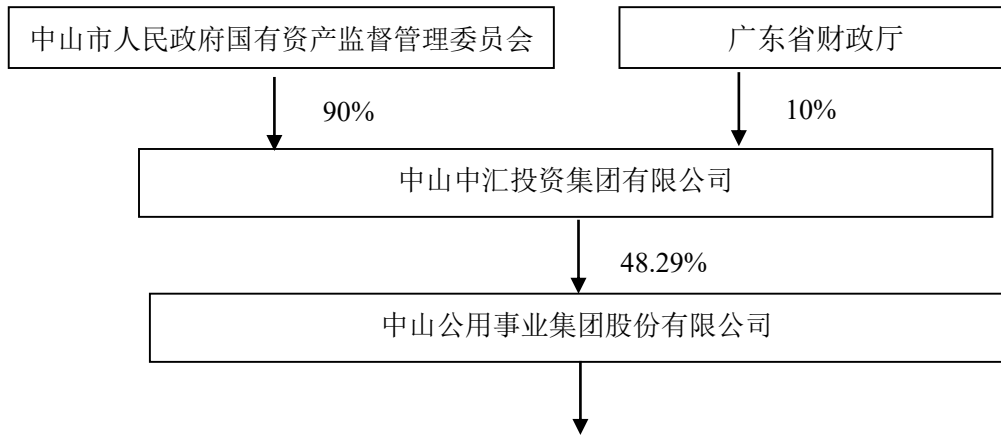 中山市人民政府国有资产监督管理委员会
广东省财政厅
90%
10%
中山中汇投资集团有限公司
48.29%
中山公用事业集团股份有限公司